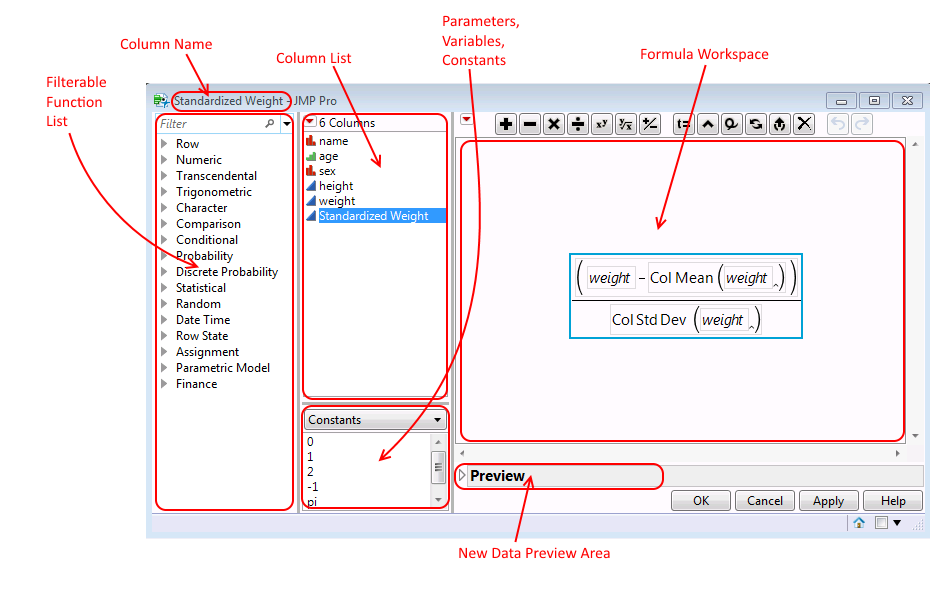 Parameters,
Variables,
Constants
Column Name
Column List
Formula Workspace
Filterable
Function
List
Standardized Weight - JMP Pro
Filter
Row
Numeric
Transcendental
Trigonometric
Character
Comparison
Conditional
Probability
Discrete Probability
Statistical
Random
Date Time
Row State
Assignment
Parametric Model
Finance
6 Columns
name
age
sex
height
weight
Standardized Weight
Constants
0
1
2
-1
pi
+ − × ÷ xʸ ʸ√x +/− t=
(weight − Col Mean (weight))
Col Std Dev (weight)
Preview
OK Cancel Apply Help
New Data Preview Area